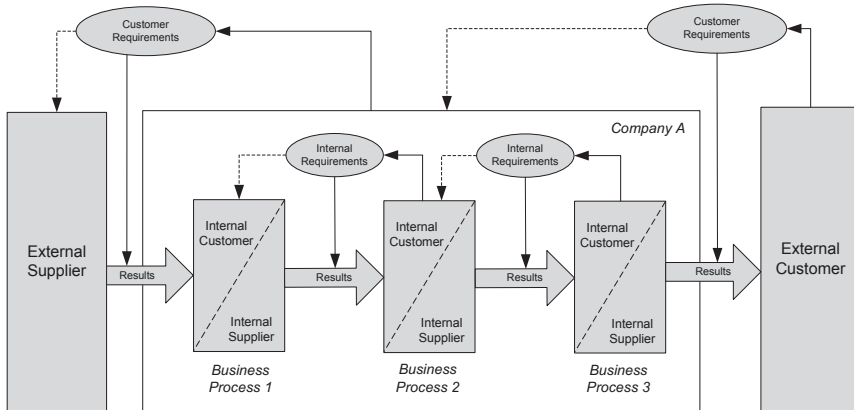 Customer
Requirements
Customer
Requirements
Company A
Internal
Requirements
Internal
Requirements
External
Supplier
Results
Internal
Customer
Internal
Supplier
Results
Internal
Customer
Internal
Supplier
Results
Internal
Customer
Internal
Supplier
Results
External
Customer
Business
Process 1
Business
Process 2
Business
Process 3